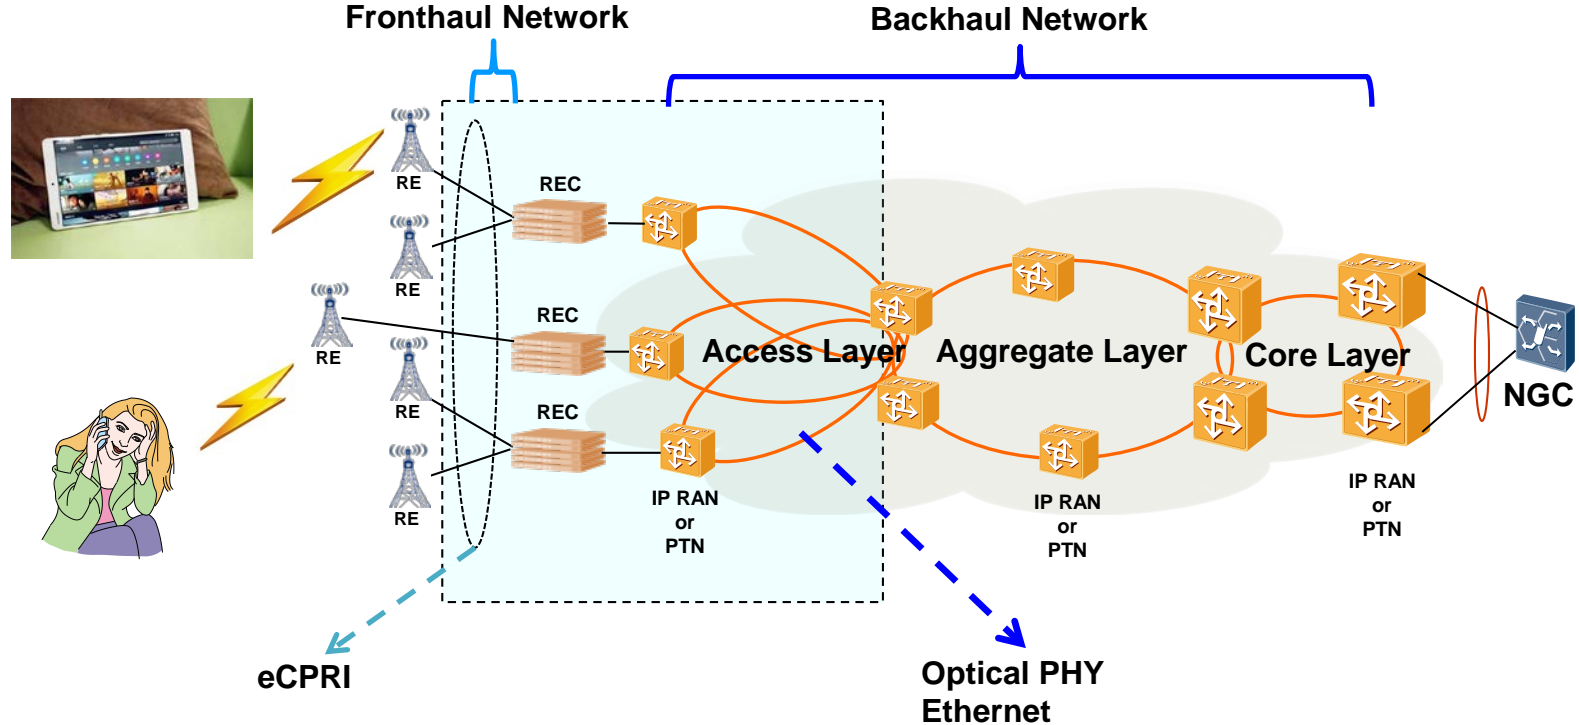 Fronthaul Network
Backhaul Network
RE
REC
RE
REC
RE
Access Layer
Aggregate Layer
Core Layer
NGC
RE
REC
RE
IP RAN
or
PTN
IP RAN
or
PTN
IP RAN
or
PTN
eCPRI
Optical PHY
Ethernet